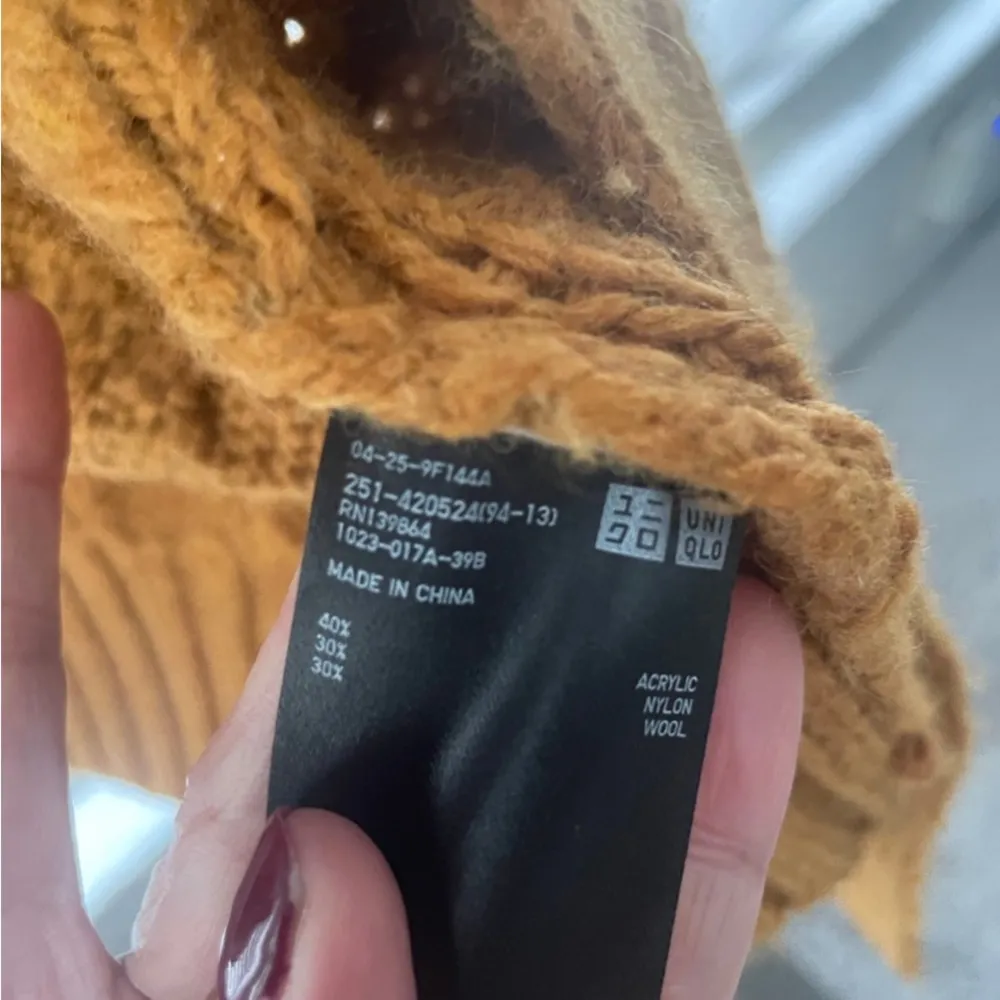 04-25-9F144A
251-420524(94-13)
RN139864
1023-017A-39B
MADE IN CHINA
ユニ
クロ
UNI
QLO
40% ACRYLIC
30% NYLON
30% WOOL